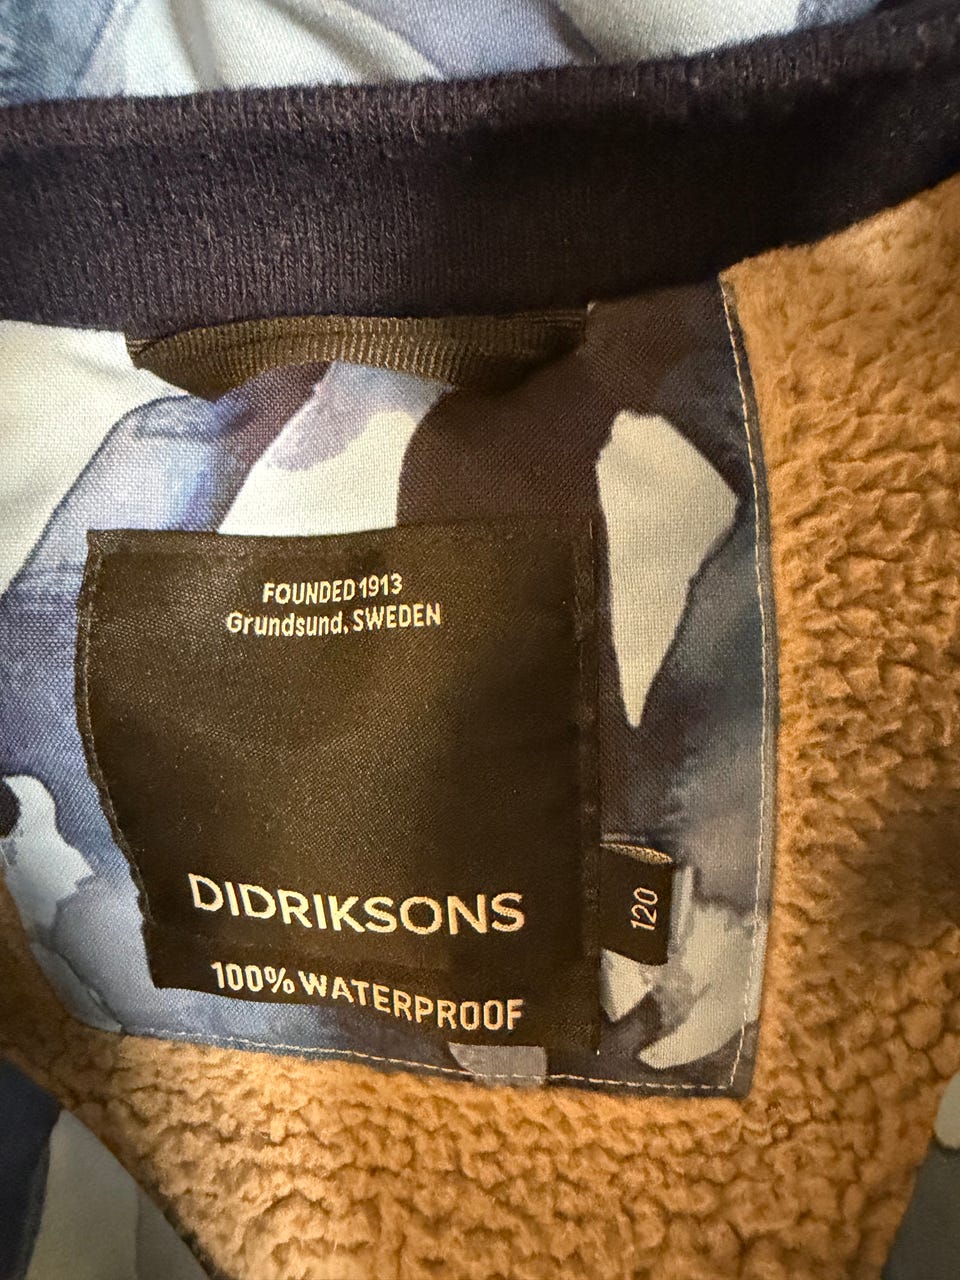 FOUNDED 1913
Grundsund, SWEDEN
DIDRIKSONS
100% WATERPROOF
120